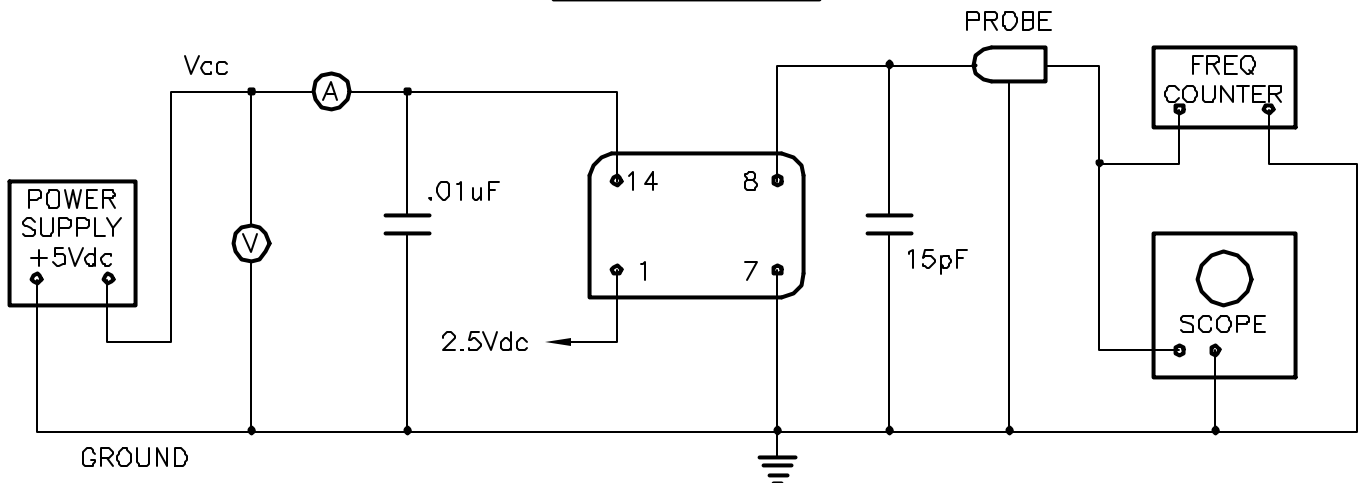 PROBE
Vcc
A
FREQ
COUNTER
14
8
.01uF
POWER
SUPPLY
+5Vdc
V
1
7
15pF
2.5Vdc
SCOPE
GROUND